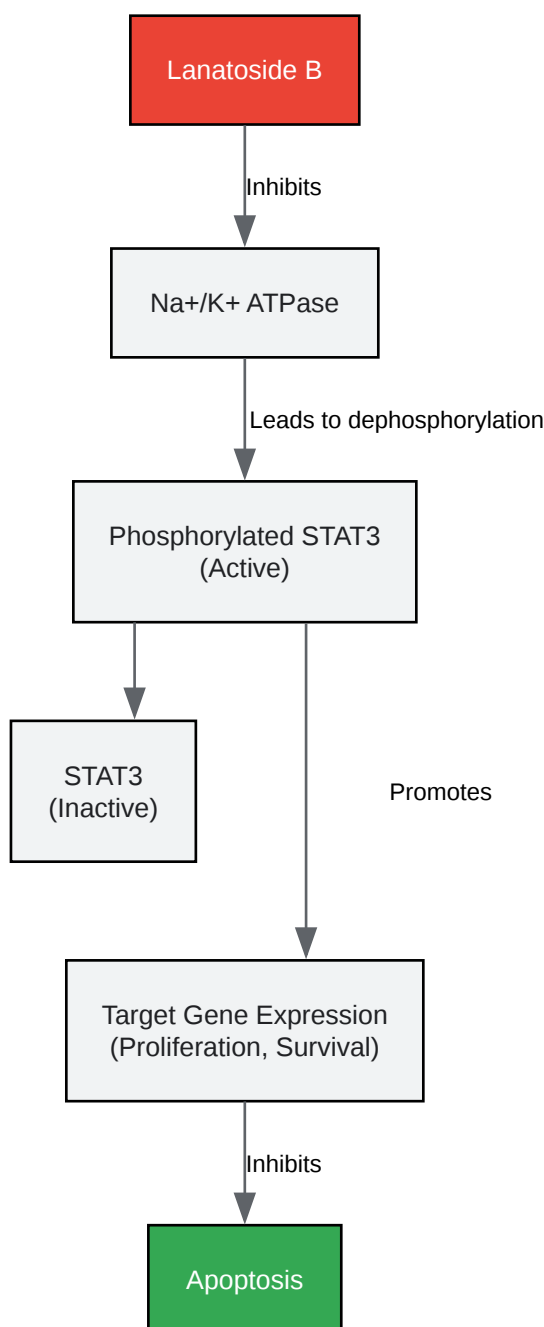 Lanatoside B
Inhibits
Na+/K+ ATPase
Leads to dephosphorylation
Phosphorylated STAT3
(Active)
STAT3
(Inactive)
Promotes
Target Gene Expression
(Proliferation, Survival)
Inhibits
Apoptosis